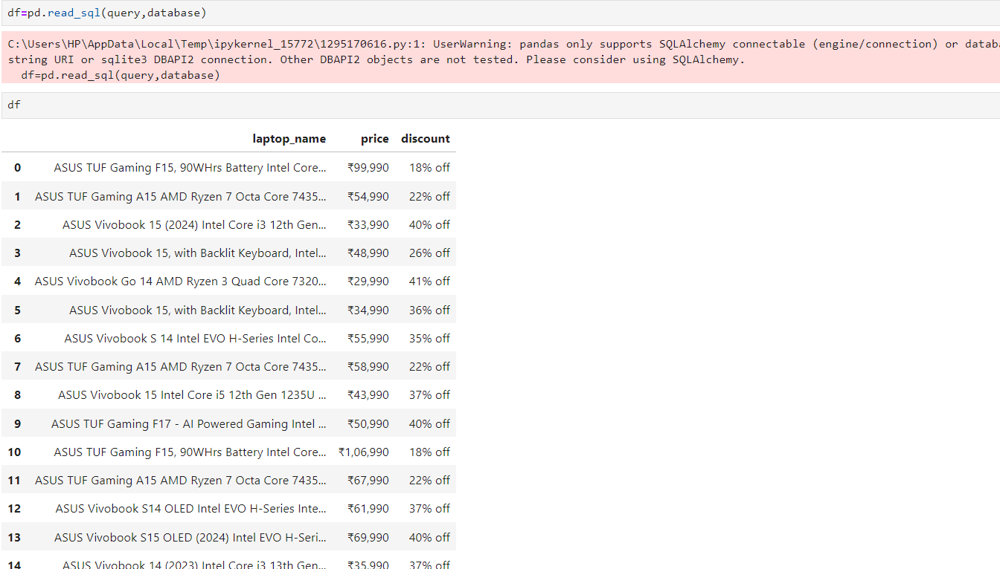 df=pd.read_sql(query,database)
C:\Users\HP\AppData\Local\Temp\ipykernel_15772\1295170616.py:1: UserWarning: pandas only supports SQLAlchemy connectable (engine/connection) or databa
string URI or sqlite3 DBAPI2 connection. Other DBAPI2 objects are not tested. Please consider using SQLAlchemy.
df=pd.read_sql(query,database)
df
laptop_name price discount
0 ASUS TUF Gaming F15, 90WHrs Battery Intel Core... ₹99,990 18% off
1 ASUS TUF Gaming A15 AMD Ryzen 7 Octa Core 7435... ₹54,990 22% off
2 ASUS Vivobook 15 (2024) Intel Core i3 12th Gen... ₹33,990 40% off
3 ASUS Vivobook 15, with Backlit Keyboard, Intel... ₹48,990 26% off
4 ASUS Vivobook Go 14 AMD Ryzen 3 Quad Core 7320... ₹29,990 41% off
5 ASUS Vivobook 15, with Backlit Keyboard, Intel... ₹34,990 36% off
6 ASUS Vivobook S 14 Intel EVO H-Series Intel Co... ₹55,990 35% off
7 ASUS TUF Gaming A15 AMD Ryzen 7 Octa Core 7435... ₹58,990 22% off
8 ASUS Vivobook 15 Intel Core i5 12th Gen 1235U ... ₹43,990 37% off
9 ASUS TUF Gaming F17 - AI Powered Gaming Intel ... ₹50,990 40% off
10 ASUS TUF Gaming F15, 90WHrs Battery Intel Core... ₹1,06,990 18% off
11 ASUS TUF Gaming A15 AMD Ryzen 7 Octa Core 7435... ₹67,990 22% off
12 ASUS Vivobook S14 OLED Intel EVO H-Series Inte... ₹61,990 37% off
13 ASUS Vivobook S15 OLED (2024) Intel EVO H-Seri... ₹69,990 40% off
14 ASUS Vivobook 14 (2023) Intel Core i3 13th Gen... ₹35,990 37% off